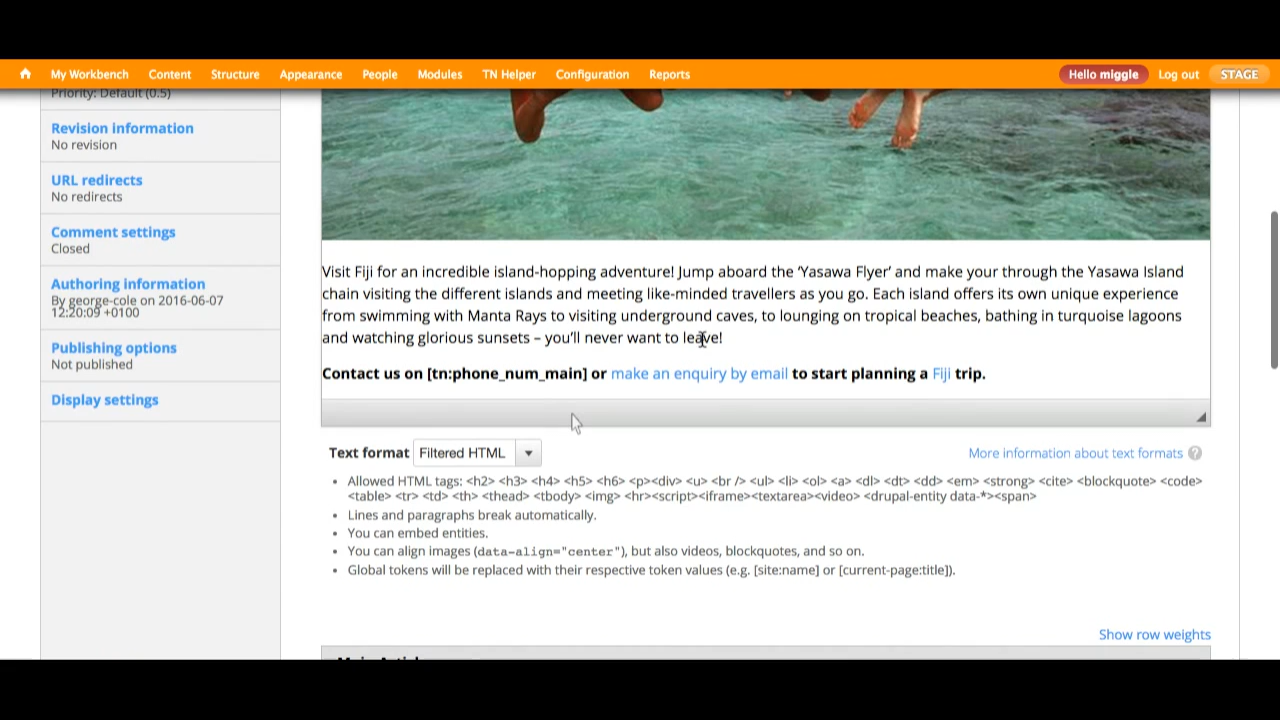 My Workbench Content Structure Appearance People Modules TN Helper Configuration Reports Hello miggle Log out STAGE
Priority: Default (0.5)
Revision information
No revision
URL redirects
No redirects
Comment settings
Closed
Authoring information
By george-cole on 2016-06-07
12:20:09 +0100
Publishing options
Not published
Display settings
Visit Fiji for an incredible island-hopping adventure! Jump aboard the ‘Yasawa Flyer’ and make your through the Yasawa Island
chain visiting the different islands and meeting like-minded travellers as you go. Each island offers its own unique experience
from swimming with Manta Rays to visiting underground caves, to lounging on tropical beaches, bathing in turquoise lagoons
and watching glorious sunsets – you’ll never want to leave!
Contact us on [tn:phone_num_main] or make an enquiry by email to start planning a Fiji trip.
Text format Filtered HTML More information about text formats ?
Allowed HTML tags: <h2> <h3> <h4> <h5> <h6> <p><div> <u> <br /> <ul> <li> <ol> <a> <dl> <dt> <dd> <em> <strong> <cite> <blockquote> <code>
<table> <tr> <td> <th> <thead> <tbody> <img> <hr><script><iframe><textarea><video> <drupal-entity data-*><span>
Lines and paragraphs break automatically.
You can embed entities.
You can align images (data-align="center"), but also videos, blockquotes, and so on.
Global tokens will be replaced with their respective token values (e.g. [site:name] or [current-page:title]).
Show row weights